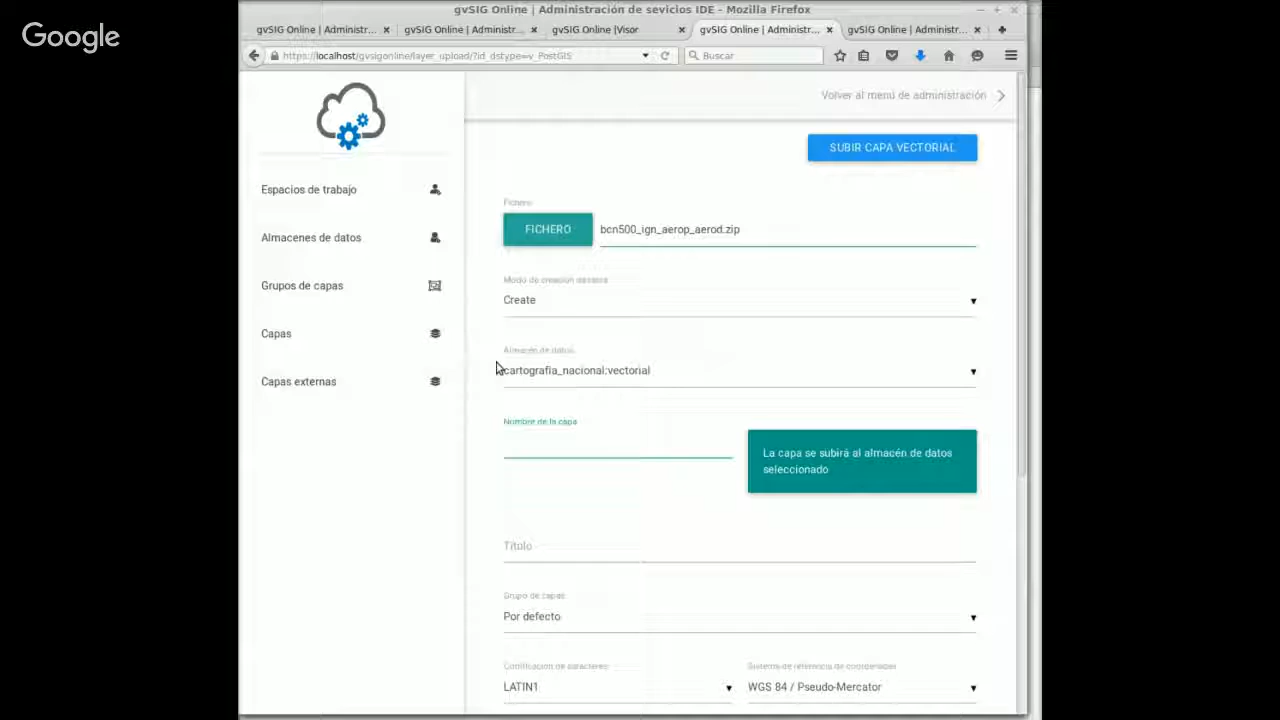 Google
gvSIG Online | Administración de sevicios IDE - Mozilla Firefox
gvSIG Online | Administr... × gvSIG Online | Administr... × gvSIG Online |Visor × gvSIG Online | Administr... × gvSIG Online | Administr... ×
https://localhost/gvsigonline/layer_upload/?id_dstype=v_PostGIS
Buscar
Volver al menú de administración
SUBIR CAPA VECTORIAL
Espacios de trabajo
Almacenes de datos
Grupos de capas
Capas
Capas externas
Fichero
FICHERO
bcn500_ign_aerop_aerod.zip
Modo de creación
Create
Almacén de datos
cartografia_nacional:vectorial
Nombre de la capa
La capa se subirá al almacén de datos
seleccionado
Título
Grupo de capas
Por defecto
Codificación de caracteres
LATIN1
Sistema de referencia de coordenadas
WGS 84 / Pseudo-Mercator